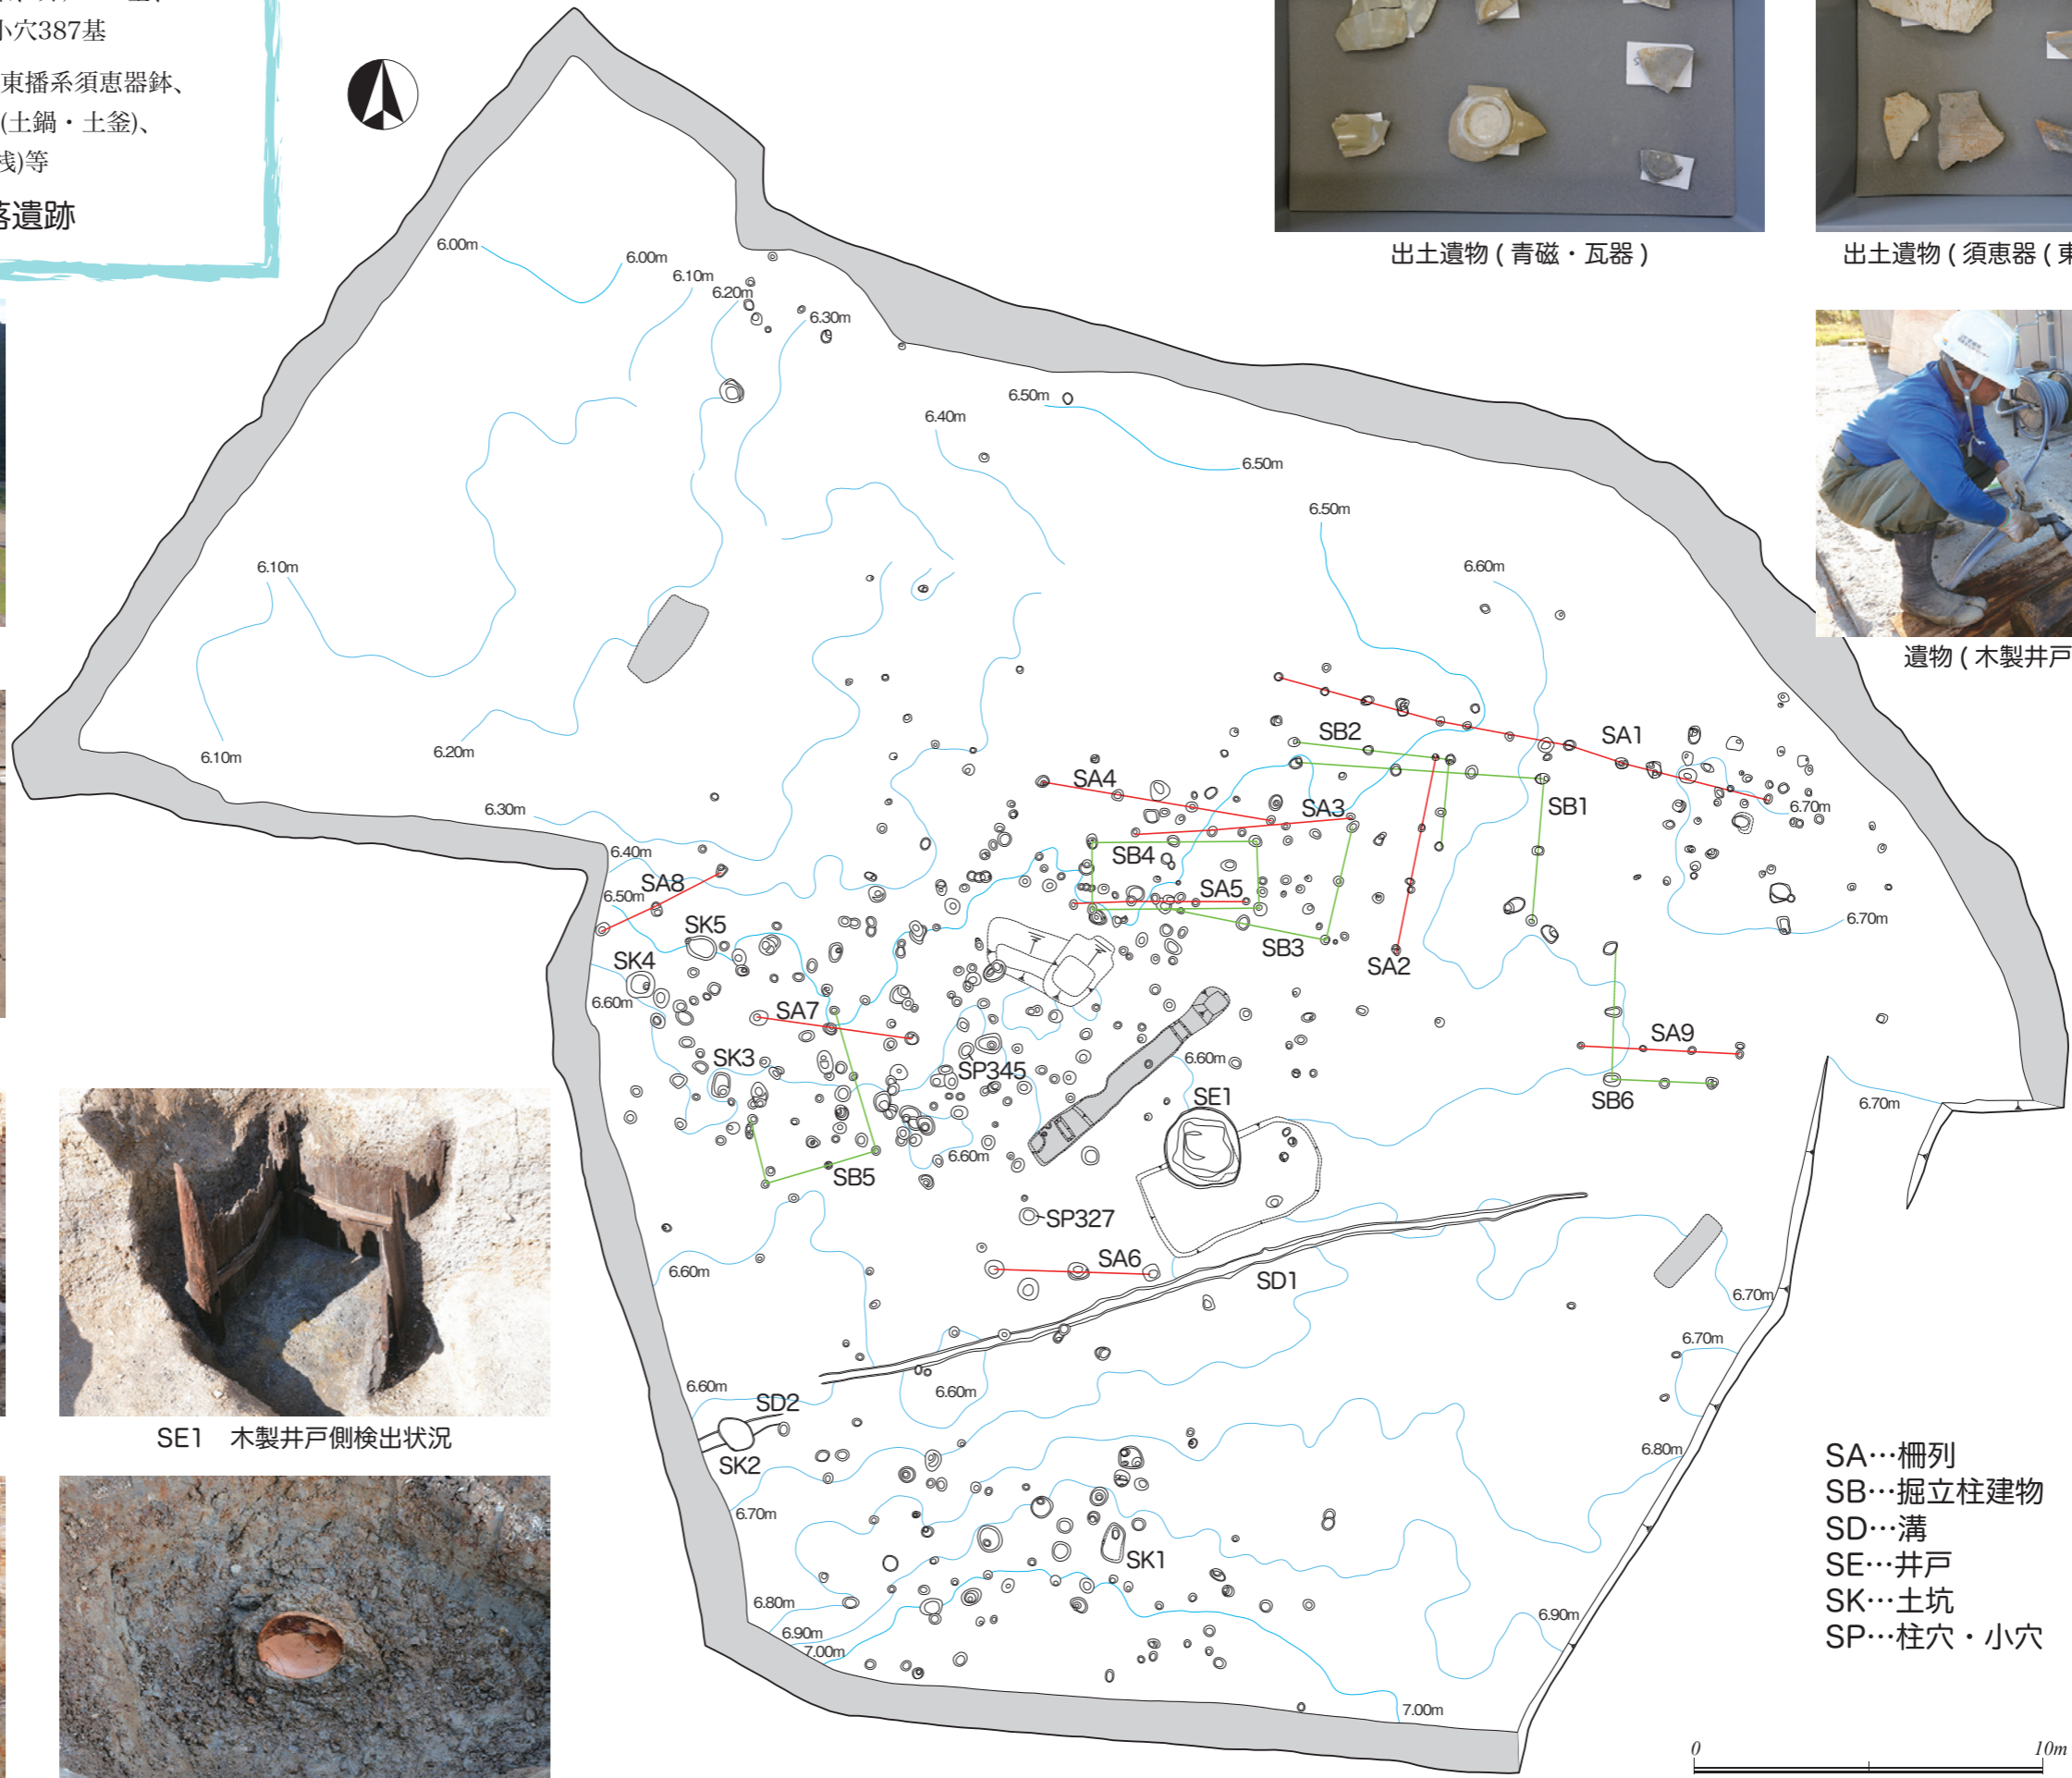 小穴387基
東播系須恵器鉢、
(土鍋・土釜)、
桟)等
落遺跡
出土遺物 ( 青磁・瓦器 )
出土遺物 ( 須恵器 ( 東
遺物 ( 木製井戸
6.00m
6.00m
6.10m
6.20m
6.30m
6.50m
6.40m
6.50m
6.50m
6.60m
6.10m
6.10m
6.20m
6.30m
SB2
SA1
SA4
SA3
SB1
6.70m
6.40m
SB4
SA8
6.50m
SA5
SK5
SB3
SA2
6.70m
SK4
6.60m
SA7
SA9
SK3
SP345
6.60m
SE1
SB6
6.70m
6.60m
SB5
SP327
SA6
SD1
6.60m
6.70m
6.70m
6.60m
6.60m
SD2
SK2
6.80m
6.70m
SK1
6.80m
6.90m
6.90m
7.00m
7.00m
SE1 木製井戸側検出状況
SA…柵列
SB…掘立柱建物
SD…溝
SE…井戸
SK…土坑
SP…柱穴・小穴
0 10m